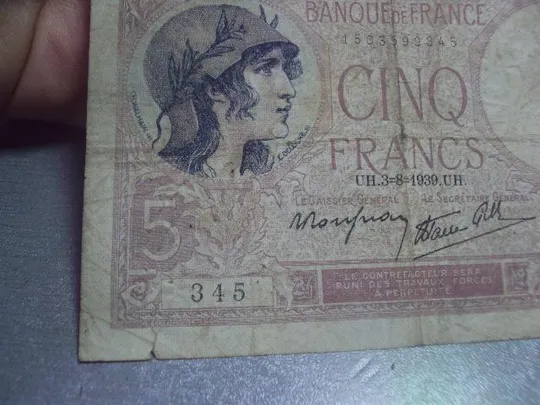 BANQUE DE FRANCE
CINQ
FRANCS
UH.3=8=1939.UH.
LE CAISSIER GÉNÉRAL LE SECRÉTAIRE GÉNÉRAL
5
345
LE CONTREFACTEUR SERA
PUNI DES TRAVAUX FORCÉS
À PERPÉTUITÉ